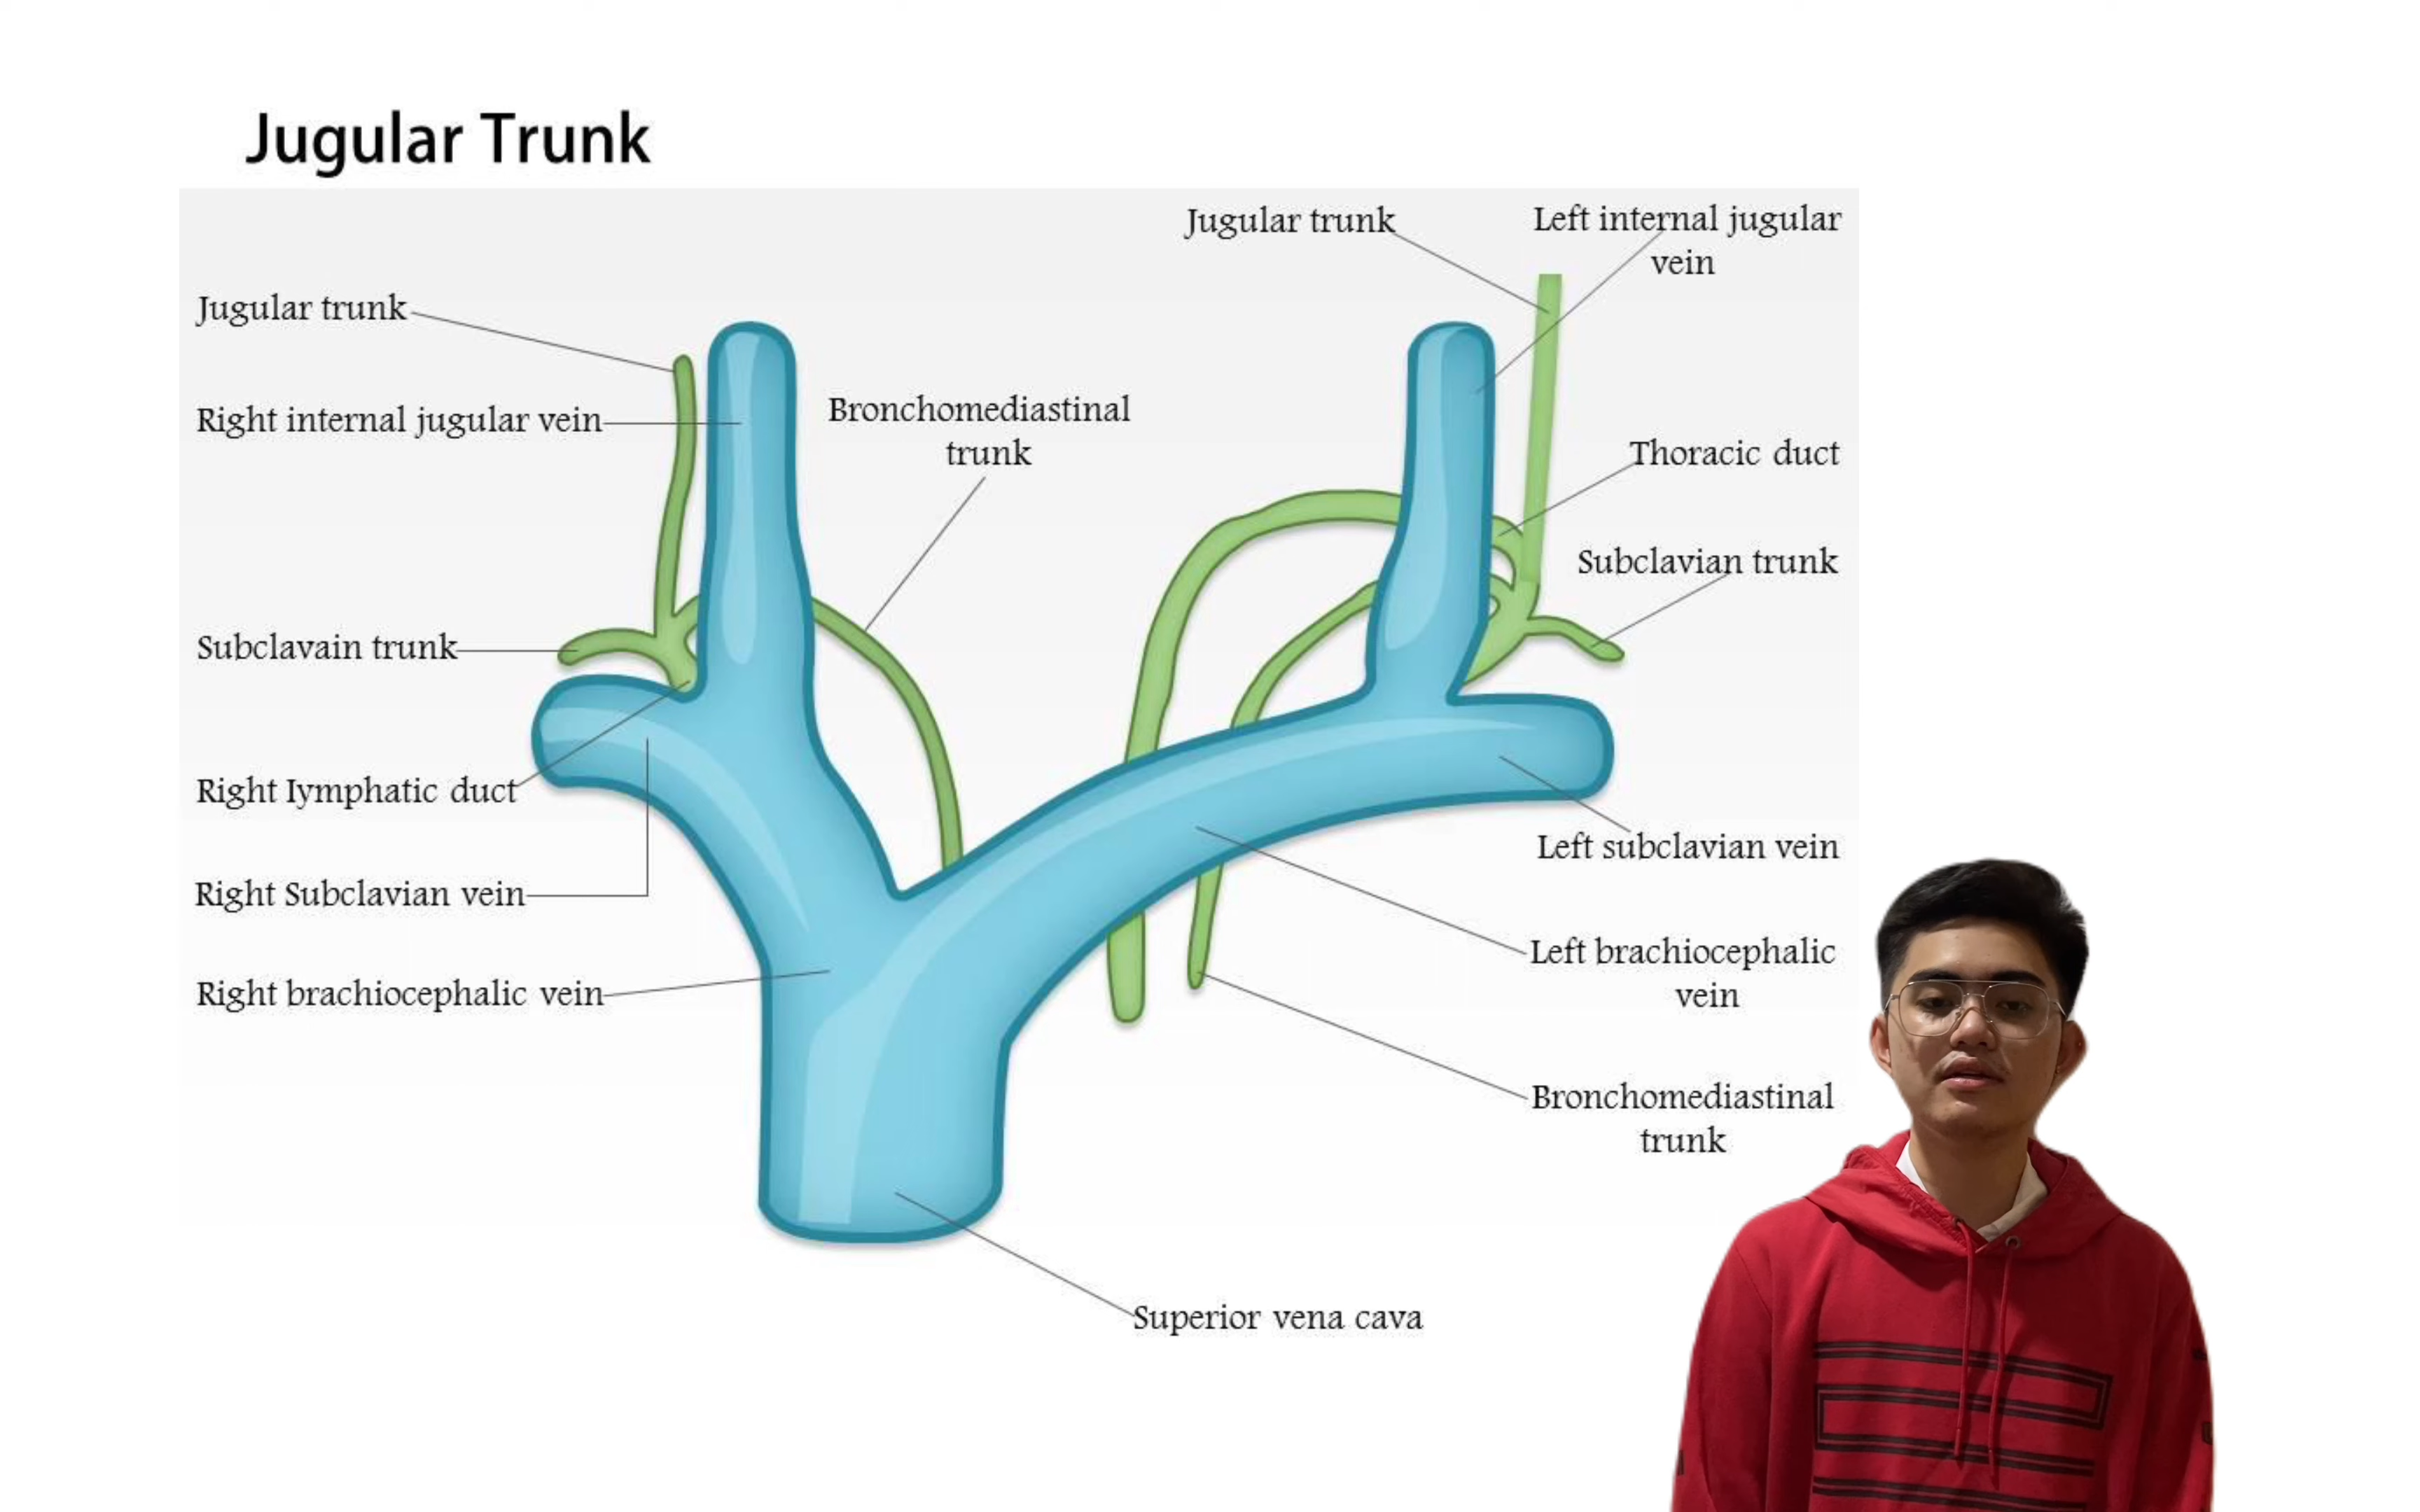 Jugular Trunk
Jugular trunk
Left internal jugular
vein
Jugular trunk
Right internal jugular vein
Bronchomediastinal
trunk
Thoracic duct
Subclavian trunk
Subclavain trunk
Right Iymphatic duct
Left subclavian vein
Right Subclavian vein
Left brachiocephalic
vein
Right brachiocephalic vein
Bronchomediastinal
trunk
Superior vena cava